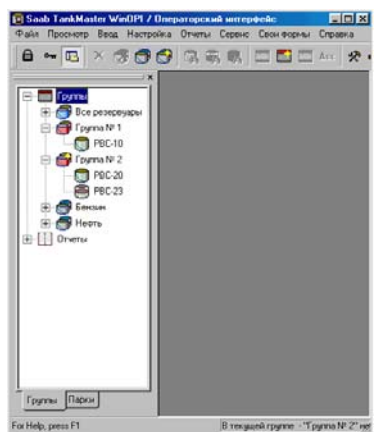 Saab TankMaster WinOPI / Операторский интерфейс
Файл Просмотр Ввод Настройка Отчеты Сервис Свои формы Справка
Группы
Все резервуары
Группа № 1
РВС-10
Группа № 2
РВС-20
РВС-23
Бензин
Нефть
Отчеты
Группы Парки
For Help, press F1
В текущей группе - "Группа № 2" нет